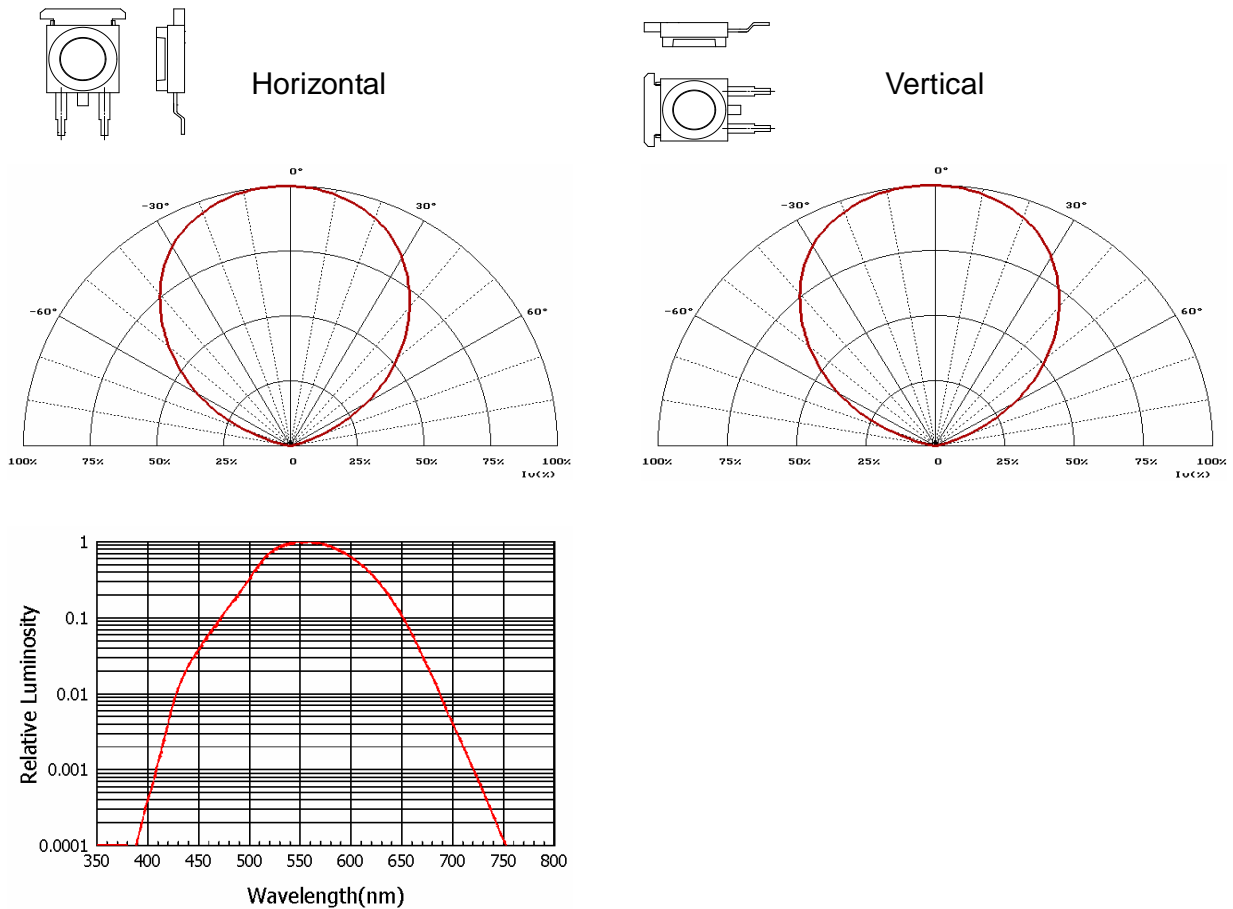 Horizontal
Vertical
0°
-30° 30°
-60° 60°
100% 75% 50% 25% 0 25% 50% 75% 100%
Iv(%)
0°
-30° 30°
-60° 60°
100% 75% 50% 25% 0 25% 50% 75% 100%
Iv(%)
Relative Luminosity
1
0.1
0.01
0.001
0.0001
350 400 450 500 550 600 650 700 750 800
Wavelength(nm)